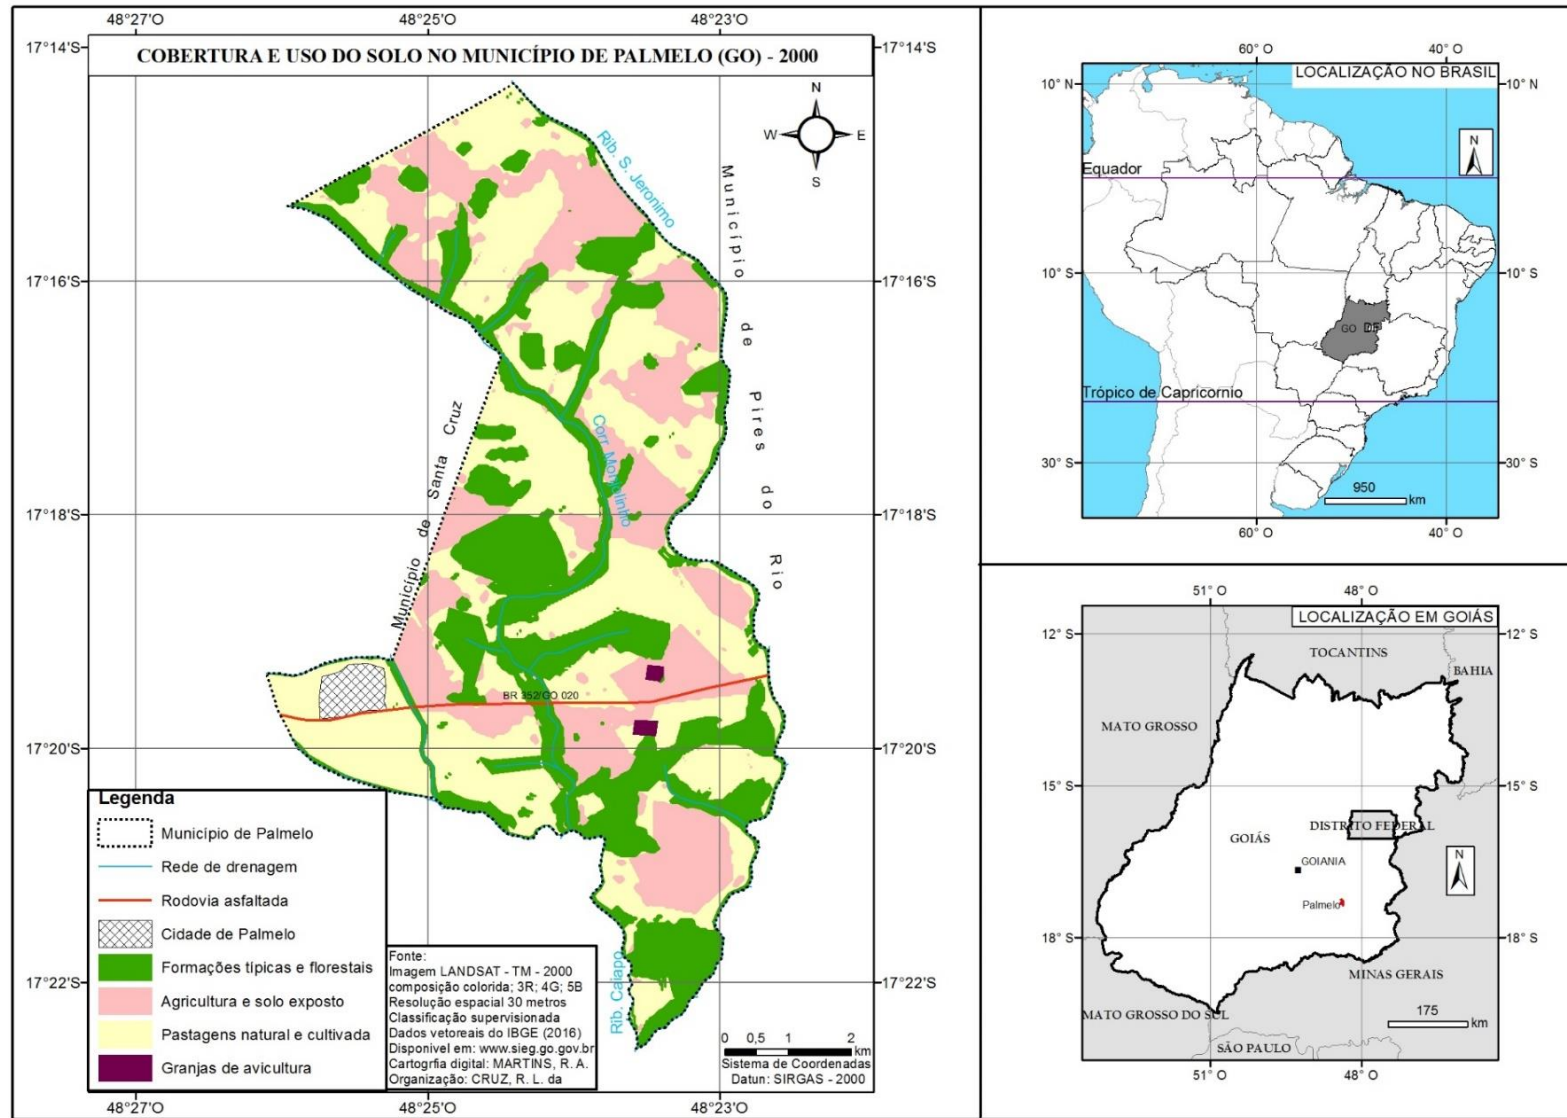 48°27'O 48°25'O 48°23'O
17°14'S 17°14'S
COBERTURA E USO DO SOLO NO MUNICÍPIO DE PALMELO (GO) - 2000
N
W E
S
Rib. S. Jeronimo
Município de Pires do Rio
17°16'S 17°16'S
Município de Santa Cruz
Corr. Monjolinho
17°18'S 17°18'S
BR 352/GO 020
17°20'S 17°20'S
17°22'S 17°22'S
Rib. Caiapo
Legenda
Município de Palmelo
Rede de drenagem
Rodovia asfaltada
Cidade de Palmelo
Formações típicas e florestais
Agricultura e solo exposto
Pastagens natural e cultivada
Granjas de avicultura
Fonte:
Imagem LANDSAT - TM - 2000
composição colorida; 3R; 4G; 5B
Resolução espacial 30 metros
Classificação supervisionada
Dados vetoreais do IBGE (2016)
Disponivel em: www.sieg.go.gov.br
Cartogrfia digital: MARTINS, R. A.
Organização: CRUZ, R. L. da
0 0,5 1 2
km
Sistema de Coordenadas
Datun: SIRGAS - 2000
48°27'O 48°25'O 48°23'O
60° O 40° O
LOCALIZAÇÃO NO BRASIL
10° N 10° N
N
Equador
10° S 10° S
GO DF
Trópico de Capricornio
30° S 30° S
950
km
60° O 40° O
51° O 48° O
LOCALIZAÇÃO EM GOIÁS
12° S 12° S
TOCANTINS
BAHIA
MATO GROSSO
15° S 15° S
DISTRITO FEDERAL
GOIÁS
GOIANIA
N
Palmelo
18° S 18° S
MINAS GERAIS
MATO GROSSO DO SUL
175
km
SÃO PAULO
51° O 48° O